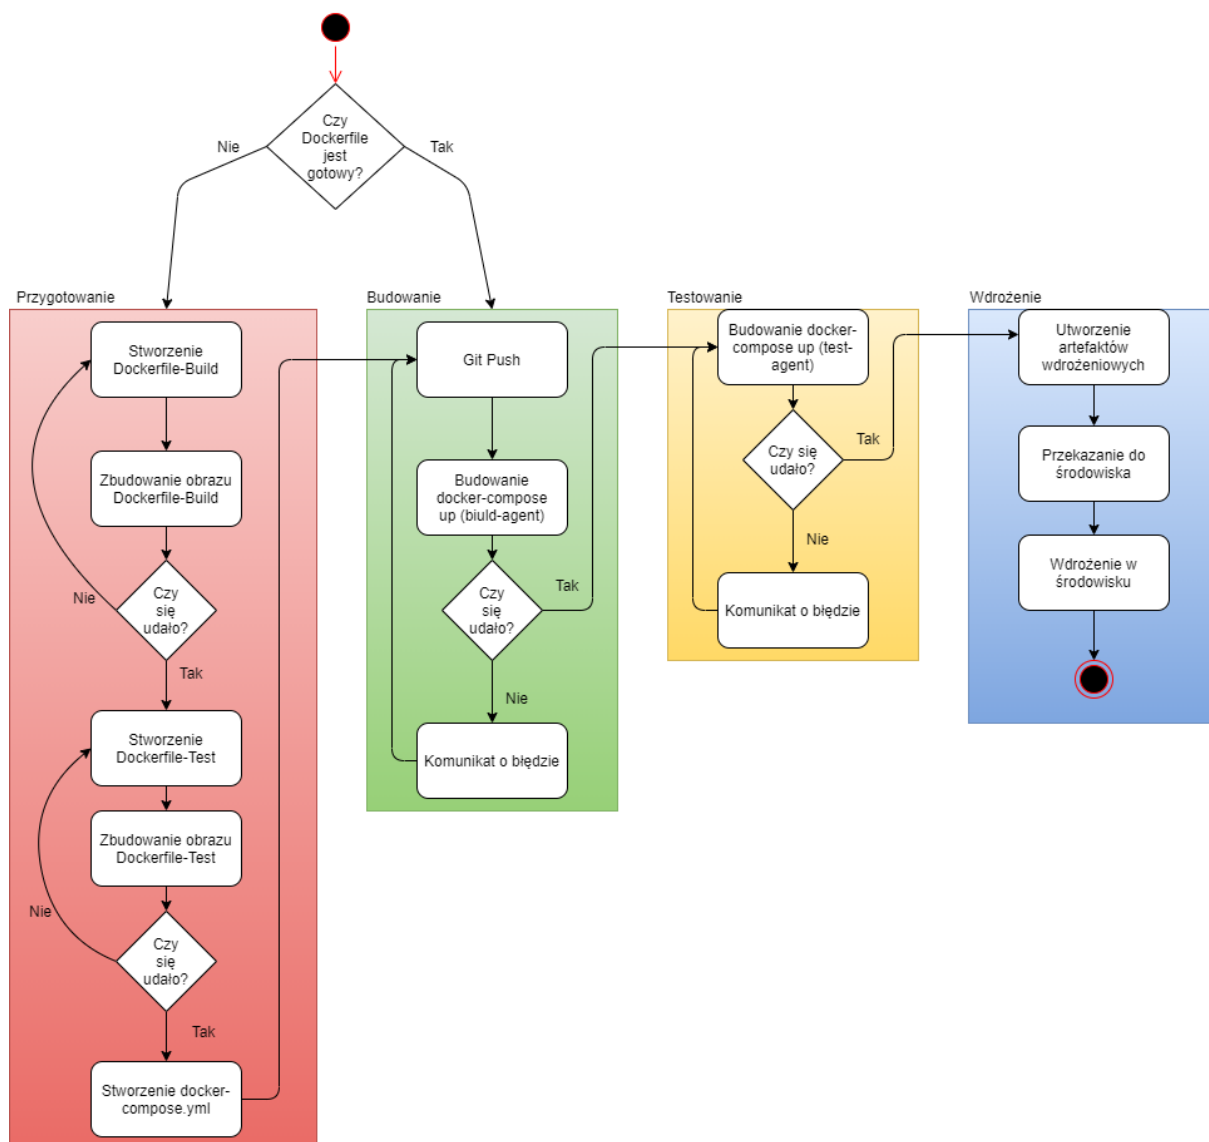 Czy
Dockerfile
jest
gotowy?
Nie
Tak
Przygotowanie
Stworzenie
Dockerfile-Build
Zbudowanie obrazu
Dockerfile-Build
Czy
się
udało?
Nie
Tak
Stworzenie
Dockerfile-Test
Zbudowanie obrazu
Dockerfile-Test
Czy
się
udało?
Nie
Tak
Stworzenie docker-
compose.yml
Budowanie
Git Push
Budowanie
docker-compose
up (biuld-agent)
Czy
się
udało?
Tak
Nie
Komunikat o błędzie
Testowanie
Budowanie docker-
compose up (test-
agent)
Czy się
udało?
Tak
Nie
Komunikat o błędzie
Wdrożenie
Utworzenie
artefaktów
wdrożeniowych
Przekazanie do
środowiska
Wdrożenie w
środowisku